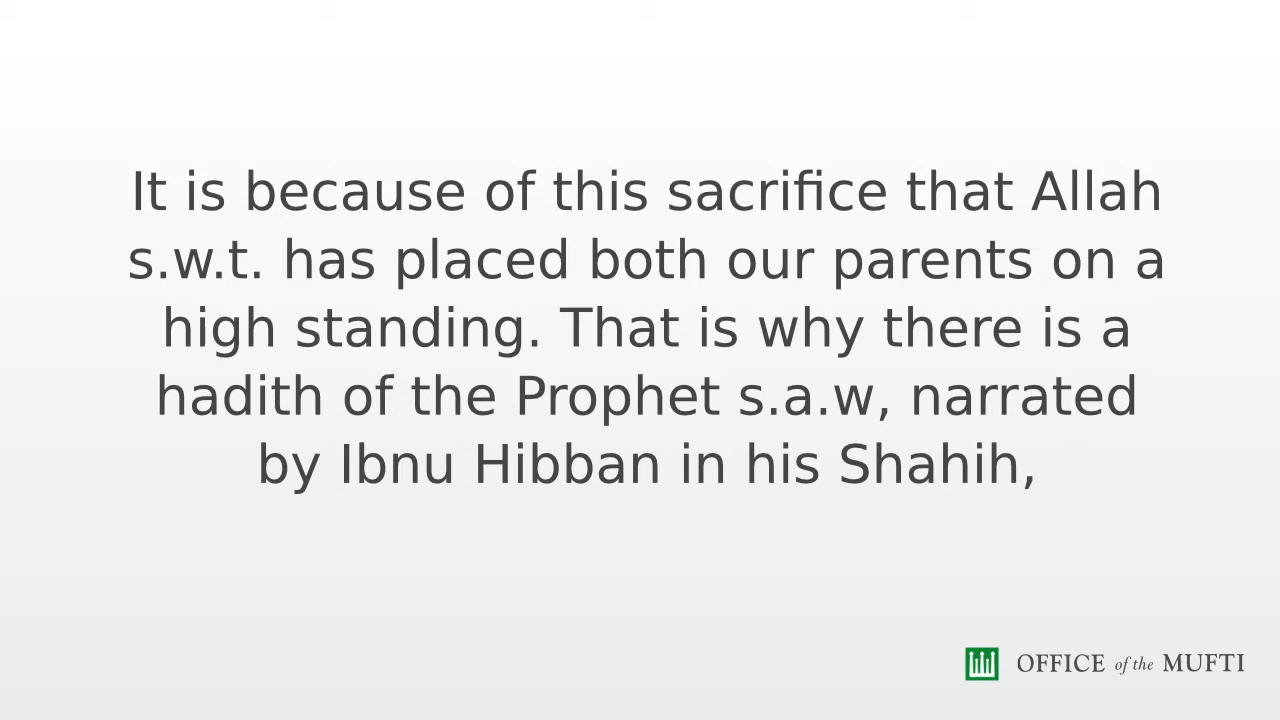 It is because of this sacrifice that Allah
s.w.t. has placed both our parents on a
high standing. That is why there is a
hadith of the Prophet s.a.w, narrated
by Ibnu Hibban in his Shahih,
OFFICE of the MUFTI